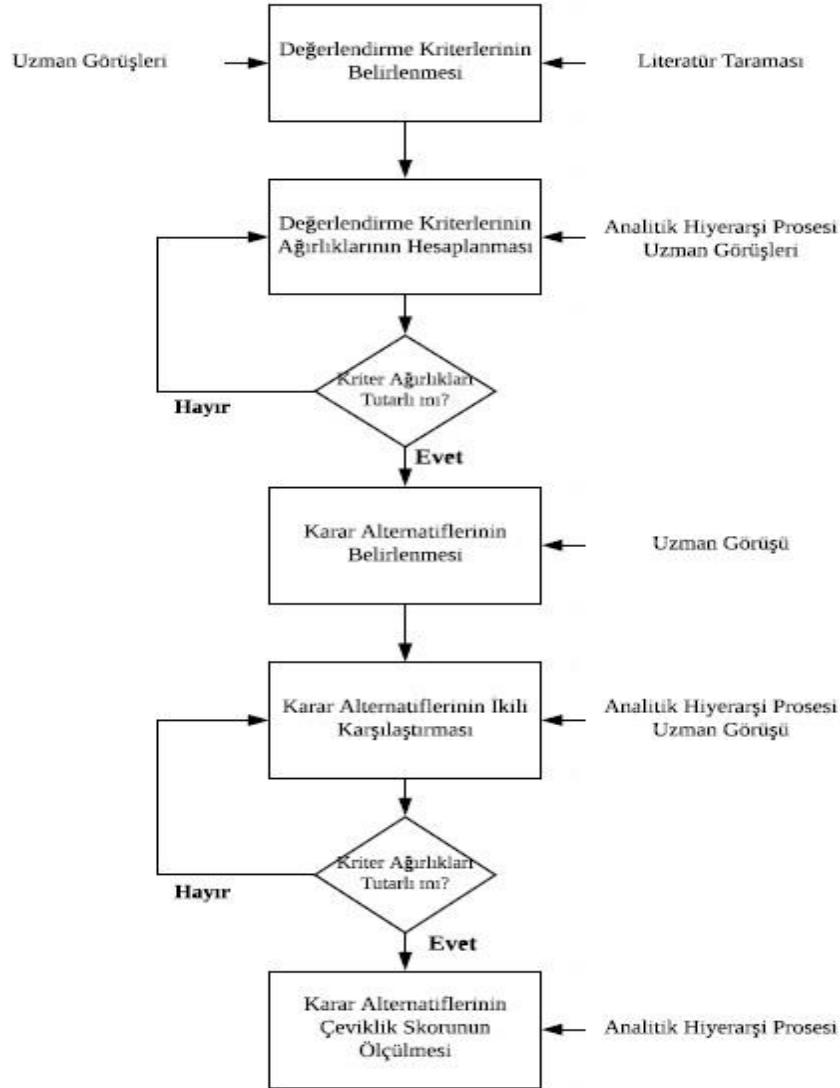 Uzman Görüşleri
Değerlendirme Kriterlerinin
Belirlenmesi
Literatür Taraması
Değerlendirme Kriterlerinin
Ağırlıklarının Hesaplanması
Analitik Hiyerarşi Prosesi
Uzman Görüşleri
Kriter Ağırlıkları
Tutarlı mı?
Hayır
Evet
Karar Alternatiflerinin
Belirlenmesi
Uzman Görüşü
Karar Alternatiflerinin İkili
Karşılaştırması
Analitik Hiyerarşi Prosesi
Uzman Görüşü
Kriter Ağırlıkları
Tutarlı mı?
Hayır
Evet
Karar Alternatiflerinin
Çeviklik Skorunun
Ölçülmesi
Analitik Hiyerarşi Prosesi